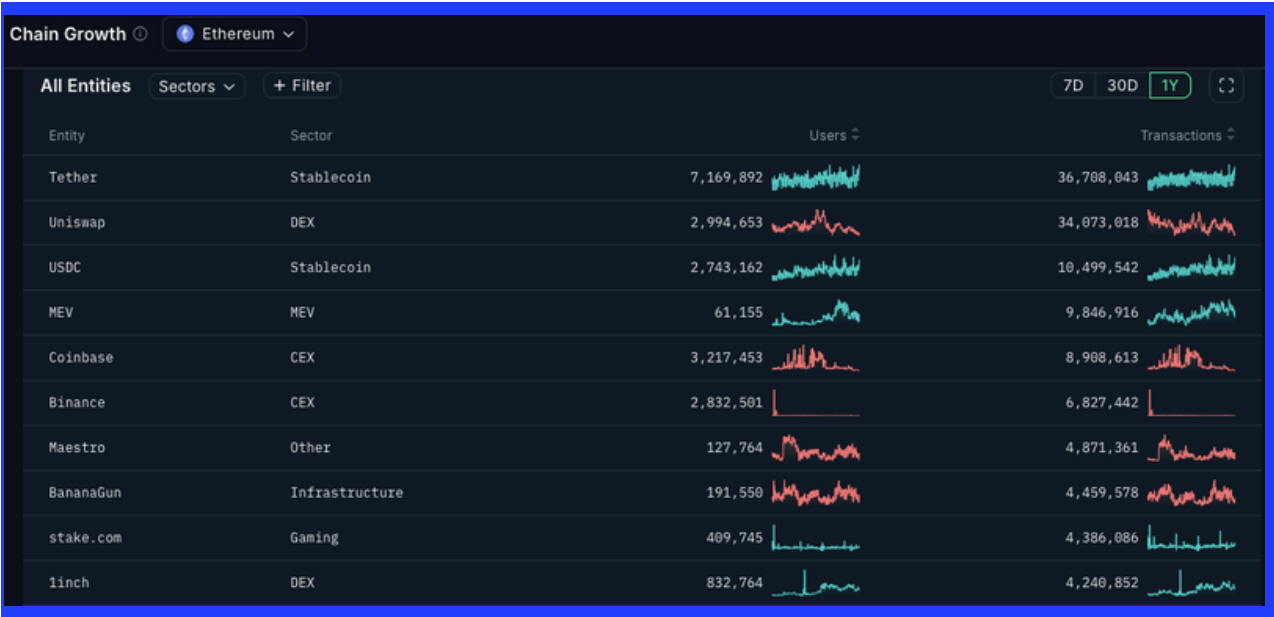 Chain Growth Ethereum
All Entities Sectors + Filter 7D 30D 1Y
Entity Sector Users Transactions
Tether Stablecoin 7,169,892 36,708,043
Uniswap DEX 2,994,653 34,073,018
USDC Stablecoin 2,743,162 10,499,542
MEV MEV 61,155 9,846,916
Coinbase CEX 3,217,453 8,908,613
Binance CEX 2,832,501 6,827,442
Maestro Other 127,764 4,871,361
BananaGun Infrastructure 191,550 4,459,578
stake.com Gaming 409,745 4,386,086
1inch DEX 832,764 4,240,852